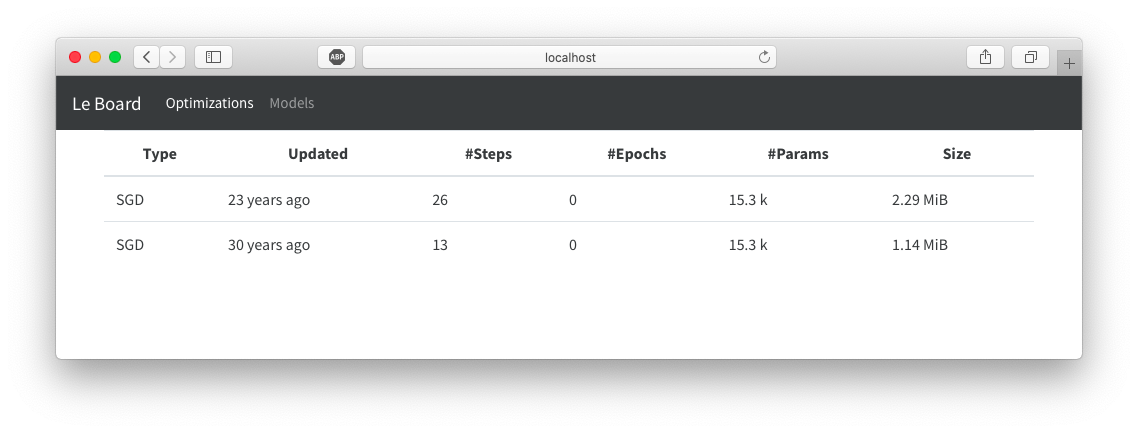 ABP localhost
Le Board Optimizations Models
Type Updated #Steps #Epochs #Params Size
SGD 23 years ago 26 0 15.3 k 2.29 MiB
SGD 30 years ago 13 0 15.3 k 1.14 MiB